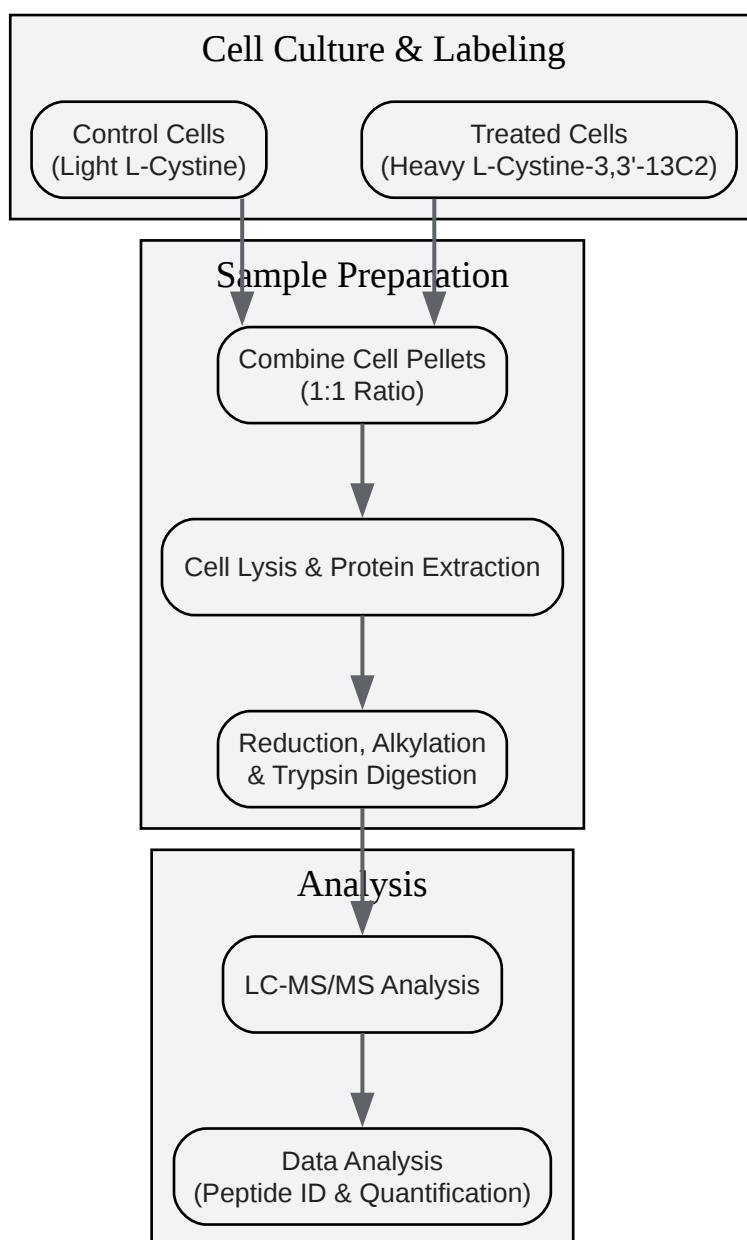 Cell Culture & Labeling
Control Cells
(Light L-Cystine)
Treated Cells
(Heavy L-Cystine-3,3'-13C2)
Sample Preparation
Combine Cell Pellets
(1:1 Ratio)
Cell Lysis & Protein Extraction
Reduction, Alkylation
& Trypsin Digestion
Analysis
LC-MS/MS Analysis
Data Analysis
(Peptide ID & Quantification)